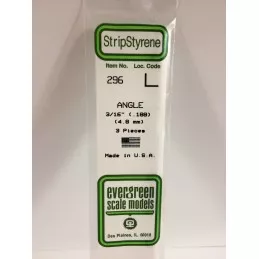 StripStyrene
Item No. Loc. Code
296
ANGLE
3/16" (.188)
(4.8 mm)
3 Pieces
Made in U.S.A.
evergreen
scale models
Des Plaines, IL 60018